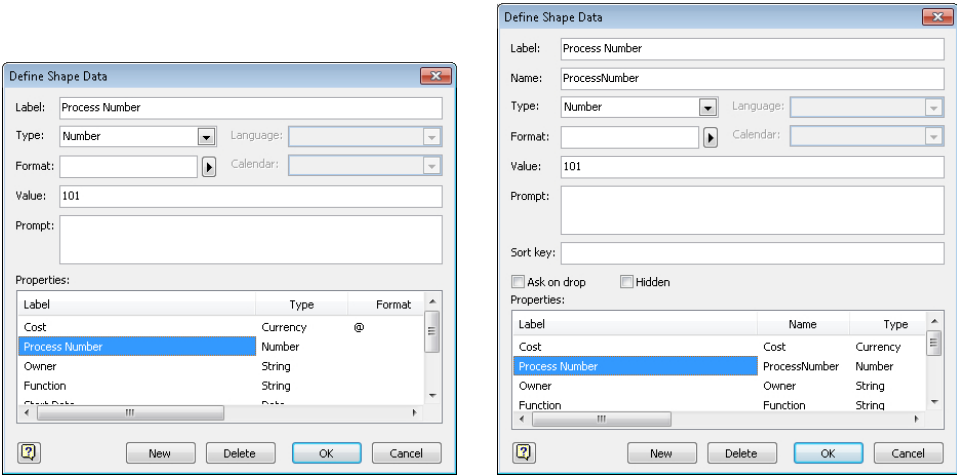 Define Shape Data
Label: Process Number
Type: Number Language:
Format: Calendar:
Value: 101
Prompt:
Properties:
Label Type Format
Cost Currency @
Process Number Number
Owner String
Function String
Start Date Date
New Delete OK Cancel
Define Shape Data
Label: Process Number
Name: ProcessNumber
Type: Number Language:
Format: Calendar:
Value: 101
Prompt:
Sort key:
Ask on drop Hidden
Properties:
Label Name Type
Cost Cost Currency
Process Number ProcessNumber Number
Owner Owner String
Function Function String
New Delete OK Cancel